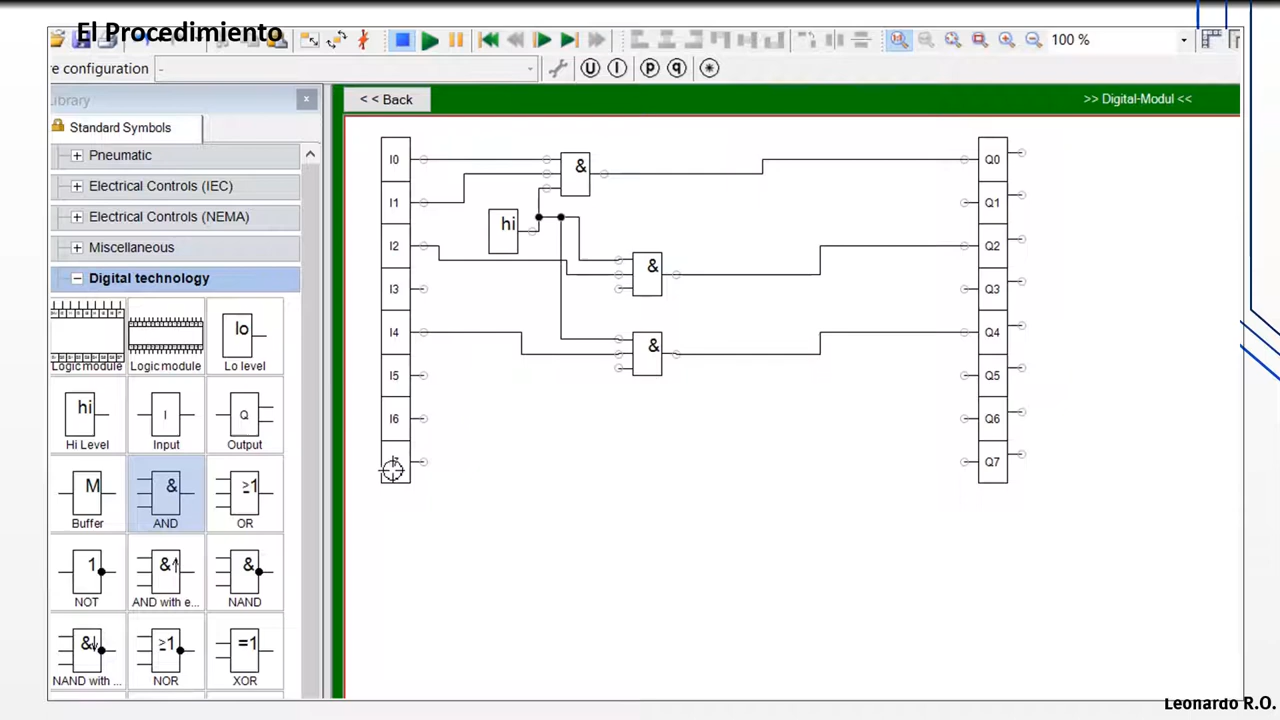 El Procedimiento
100 %
re configuration
-
U I p q
Library
<< Back
>> Digital-Modul <<
Standard Symbols
Pneumatic
Electrical Controls (IEC)
Electrical Controls (NEMA)
Miscellaneous
Digital technology
Logic module
Logic module
lo
Lo level
hi
Hi Level
I
Input
Q
Output
M
Buffer
&
AND
≥1
OR
1
NOT
&↑
AND with e...
&
NAND
&↓
NAND with ...
≥1
NOR
=1
XOR
I0
I1
I2
I3
I4
I5
I6
&
hi
&
&
Q0
Q1
Q2
Q3
Q4
Q5
Q6
Q7
Leonardo R.O.